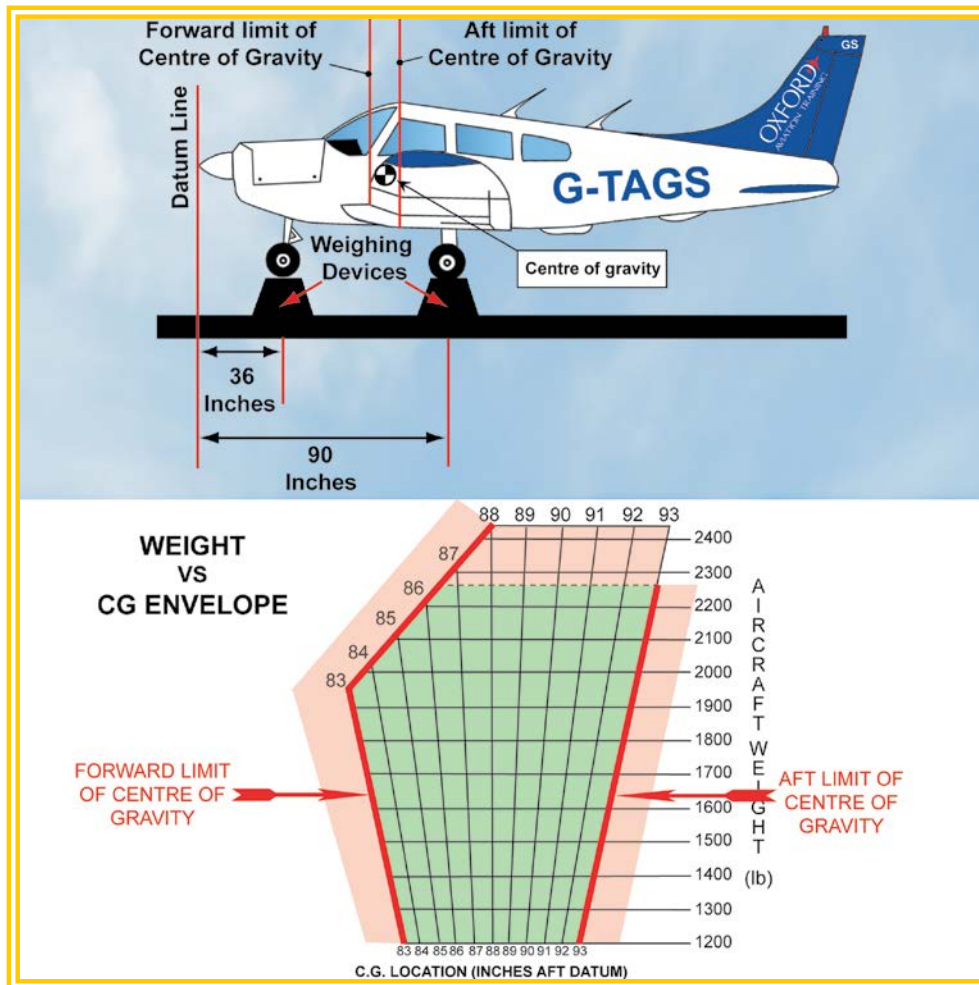 Forward limit of
Centre of Gravity
Aft limit of
Centre of Gravity
GS
OXFORD
AVIATION TRAINING
Datum Line
G-TAGS
Weighing
Devices
Centre of gravity
36
Inches
90
Inches
WEIGHT
VS
CG ENVELOPE
88 89 90 91 92 93
87
86
85
84
83
2400
2300
2200
2100
2000
1900
1800
1700
1600
1500
1400
1300
1200
AIRCRAFT WEIGHT
(lb)
FORWARD LIMIT
OF CENTRE OF
GRAVITY
AFT LIMIT OF
CENTRE OF
GRAVITY
83 84 85 86 87 88 89 90 91 92 93
C.G. LOCATION (INCHES AFT DATUM)